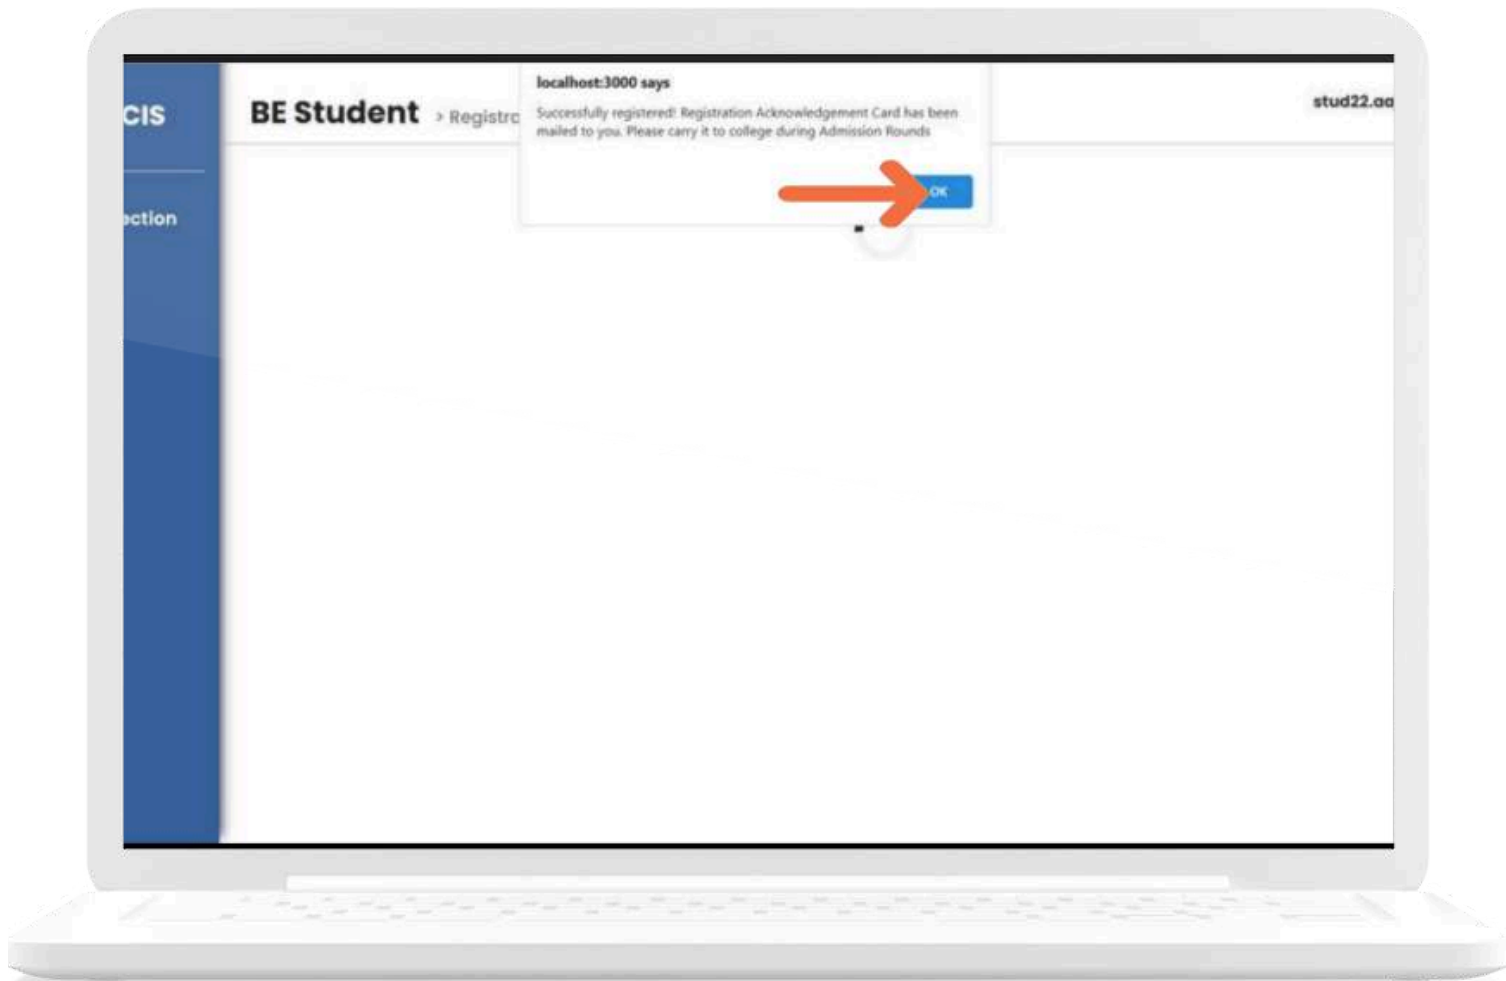 CIS
BE Student > Registra
localhost:3000 says
Successfully registered! Registration Acknowledgement Card has been
mailed to you. Please carry it to college during Admission Rounds
OK
stud22.aa
ection